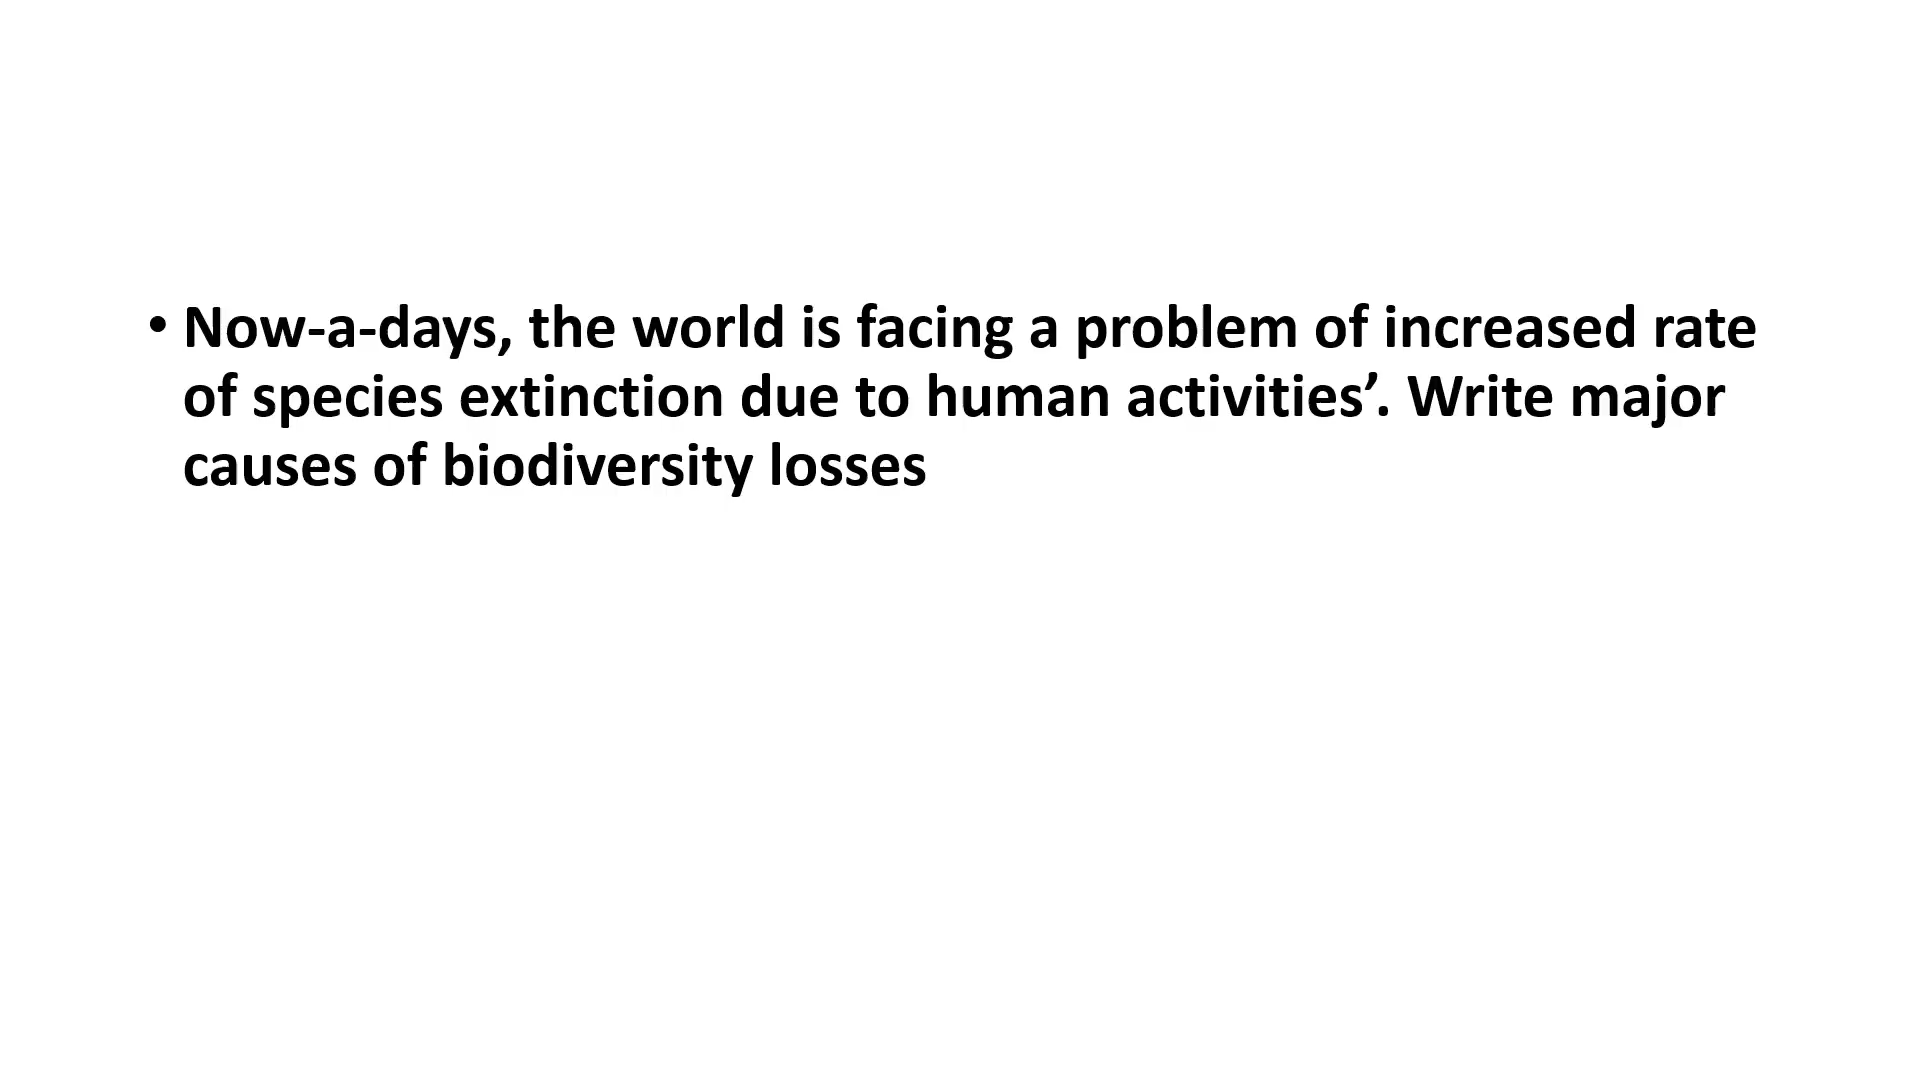 • Now-a-days, the world is facing a problem of increased rate
of species extinction due to human activities’. Write major
causes of biodiversity losses